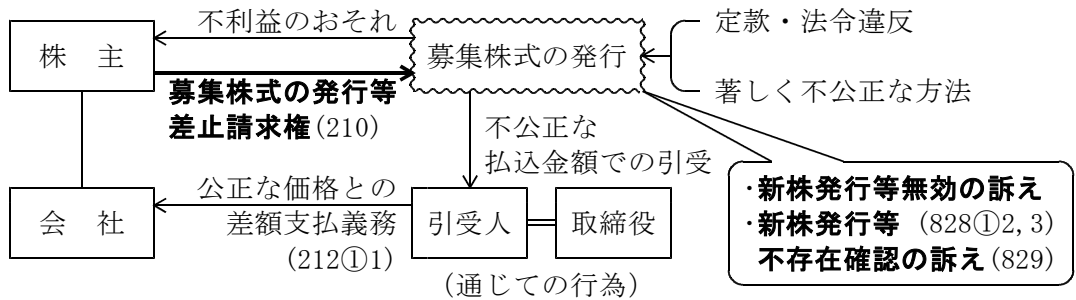 不利益のおそれ
株 主
募集株式の発行
定款・法令違反
著しく不公正な方法
募集株式の発行等
差止請求権(210)
不公正な
払込金額での引受
公正な価格との
差額支払義務
(212①1)
会 社
引受人
取締役
(通じての行為)
・新株発行等無効の訴え
・新株発行等 (828①2,3)
不存在確認の訴え(829)